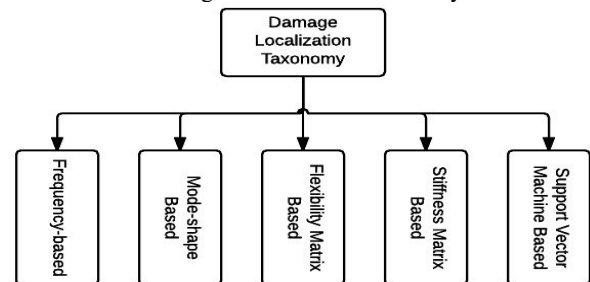 Damage
Localization
Taxonomy
Frequency-based
Mode-shape
Based
Flexibility Matrix
Based
Stiffness Matrix
Based
Support Vector
Machine Based